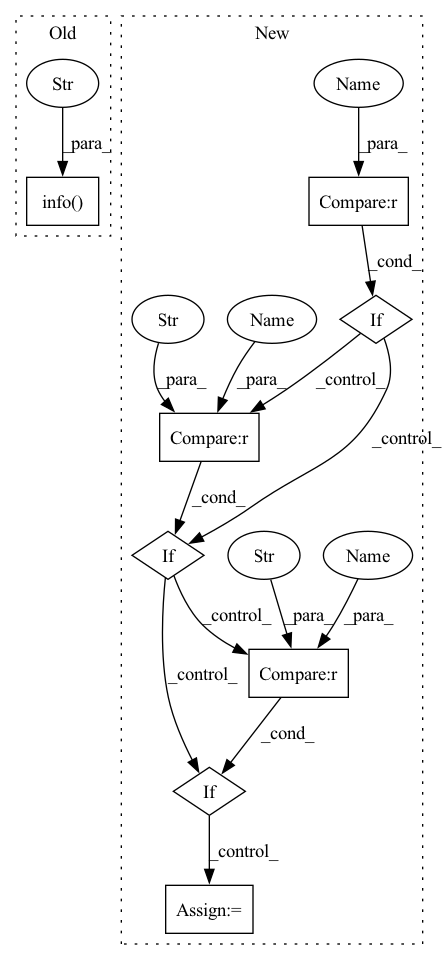 Old
New
Str
Name
_para_
_para_
info()
Compare:r
_cond_
Str
Name
If
_para_
_para_
_control_
Compare:r
_control_
_cond_
If
Str
Name
_control_
_para_
_para_
_control_
Compare:r
_cond_
If
_control_
Assign:=